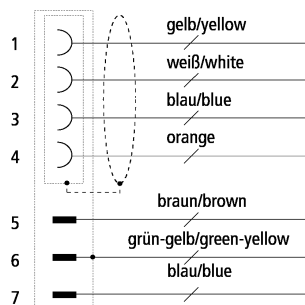 1 gelb/yellow
2 weiß/white
3 blau/blue
4 orange
5 braun/brown
6 grün-gelb/green-yellow
7 blau/blue